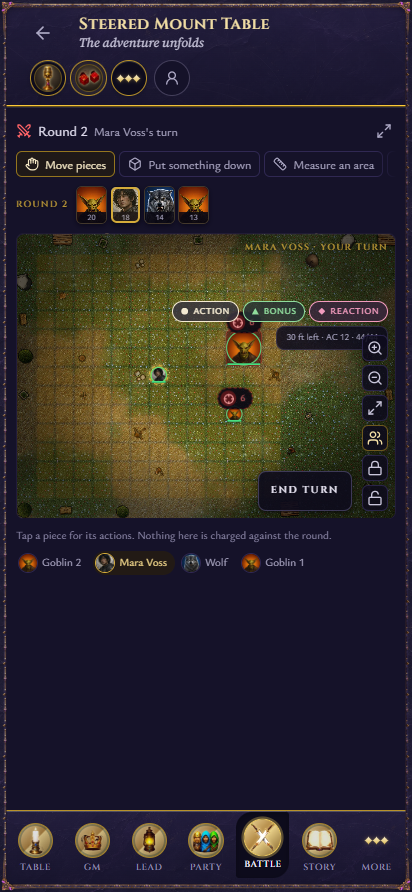 STEERED MOUNT TABLE
The adventure unfolds
Round 2 Mara Voss's turn
Move pieces
Put something down
Measure an area
ROUND 2
20
18
14
13
MARA VOSS · YOUR TURN
ACTION
BONUS
REACTION
30 ft left · AC 12
6
END TURN
Tap a piece for its actions. Nothing here is charged against the round.
Goblin 2
Mara Voss
Wolf
Goblin 1
TABLE
GM
LEAD
PARTY
BATTLE
STORY
MORE